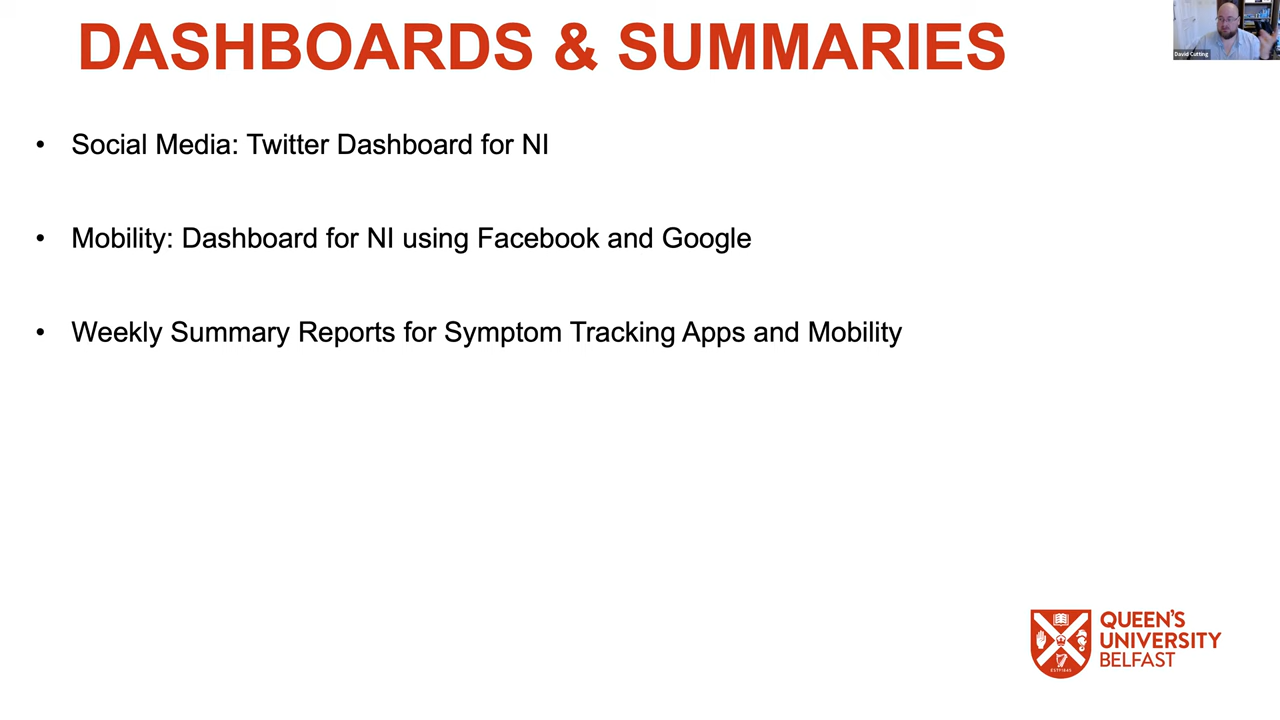 DASHBOARDS & SUMMARIES
David Cutting
• Social Media: Twitter Dashboard for NI
• Mobility: Dashboard for NI using Facebook and Google
• Weekly Summary Reports for Symptom Tracking Apps and Mobility
QUEEN'S
UNIVERSITY
BELFAST
ESTD1845